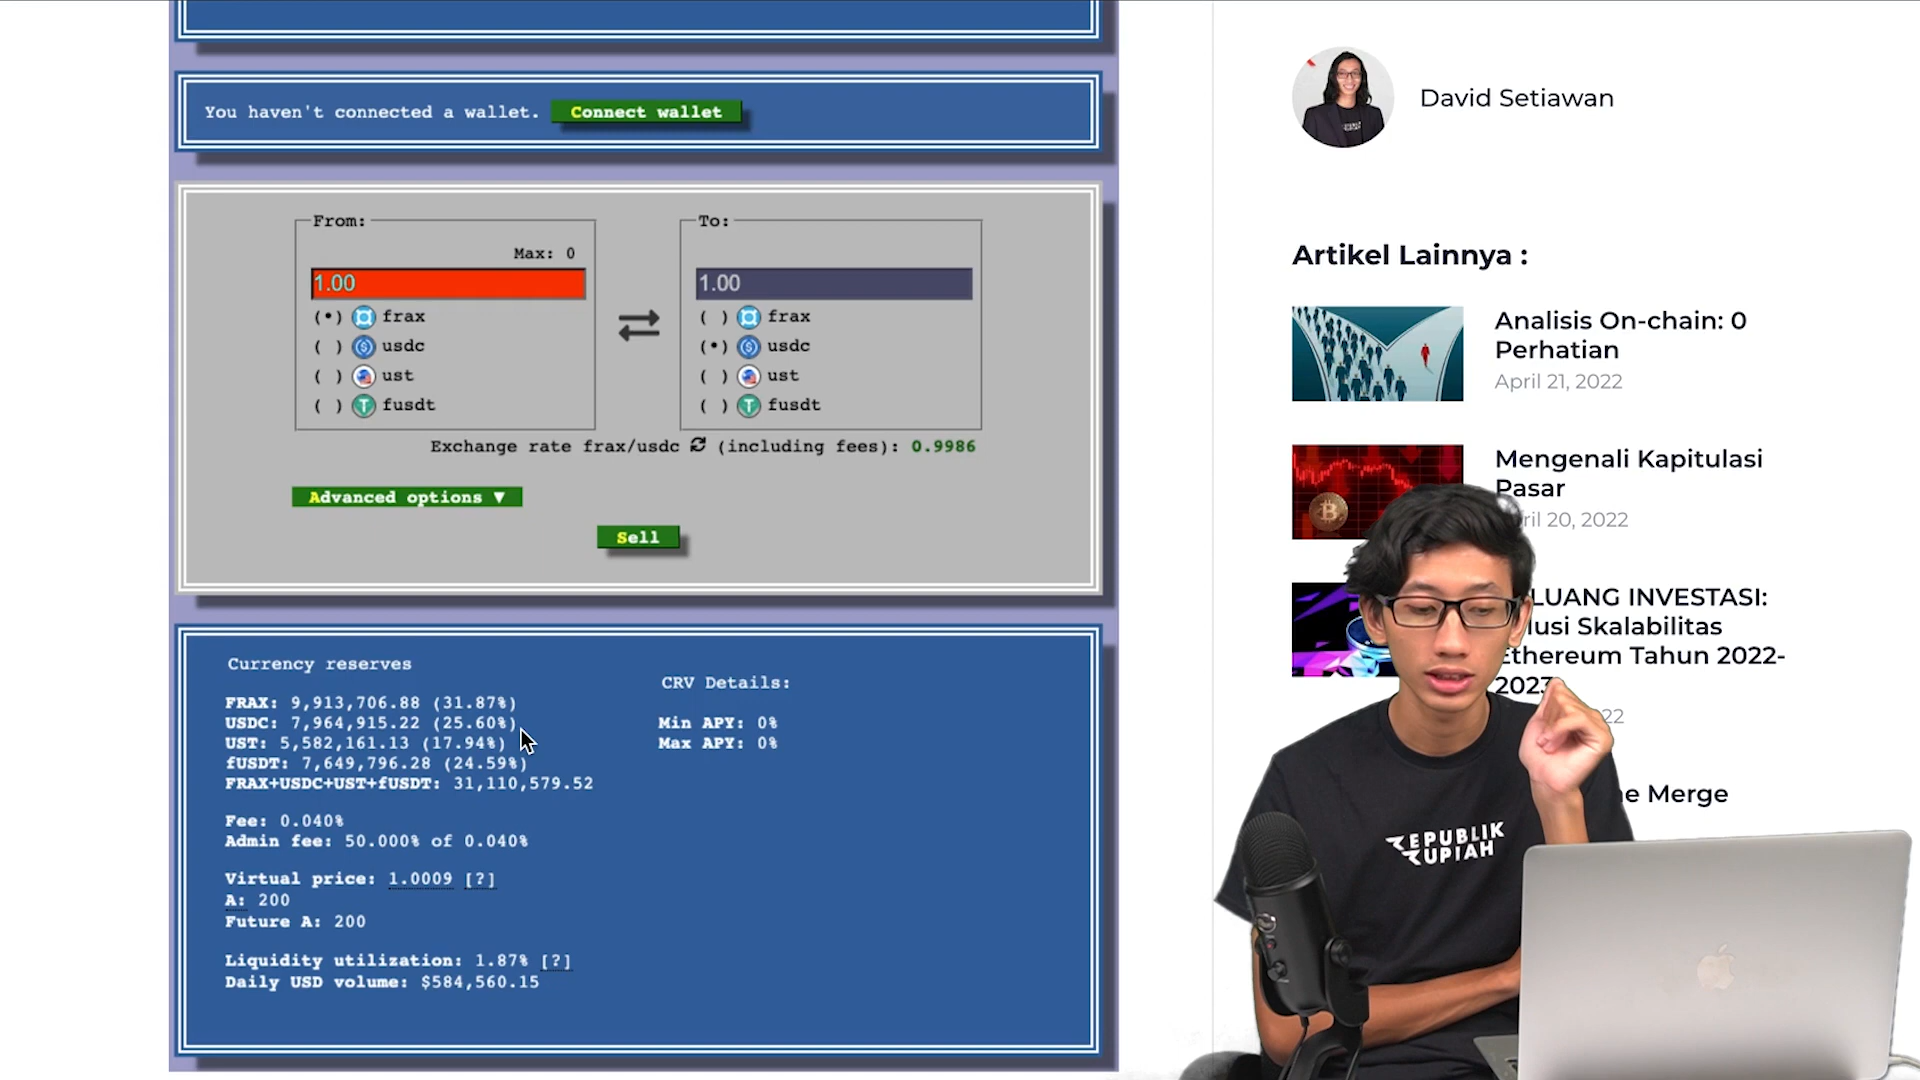 You haven't connected a wallet. Connect wallet
From:
Max: 0
1.00
(•) frax
( ) usdc
( ) ust
( ) fusdt
To:
1.00
( ) frax
(•) usdc
( ) ust
( ) fusdt
Exchange rate frax/usdc (including fees): 0.9986
Advanced options ▼
Sell
Currency reserves
FRAX: 9,913,706.88 (31.87%)
USDC: 7,964,915.22 (25.60%)
UST: 5,582,161.13 (17.94%)
fUSDT: 7,649,796.28 (24.59%)
FRAX+USDC+UST+fUSDT: 31,110,579.52
Fee: 0.040%
Admin fee: 50.000% of 0.040%
Virtual price: 1.0009 [?]
A: 200
Future A: 200
Liquidity utilization: 1.87% [?]
Daily USD volume: $584,560.15
CRV Details:
Min APY: 0%
Max APY: 0%
David Setiawan
Artikel Lainnya :
Analisis On-chain: 0
Perhatian
April 21, 2022
Mengenali Kapitulasi
Pasar
20, 2022
INVESTASI:
Skalabilitas
Ethereum Tahun 2022-
2023
Merge
REPUBLIK
RUPIAH